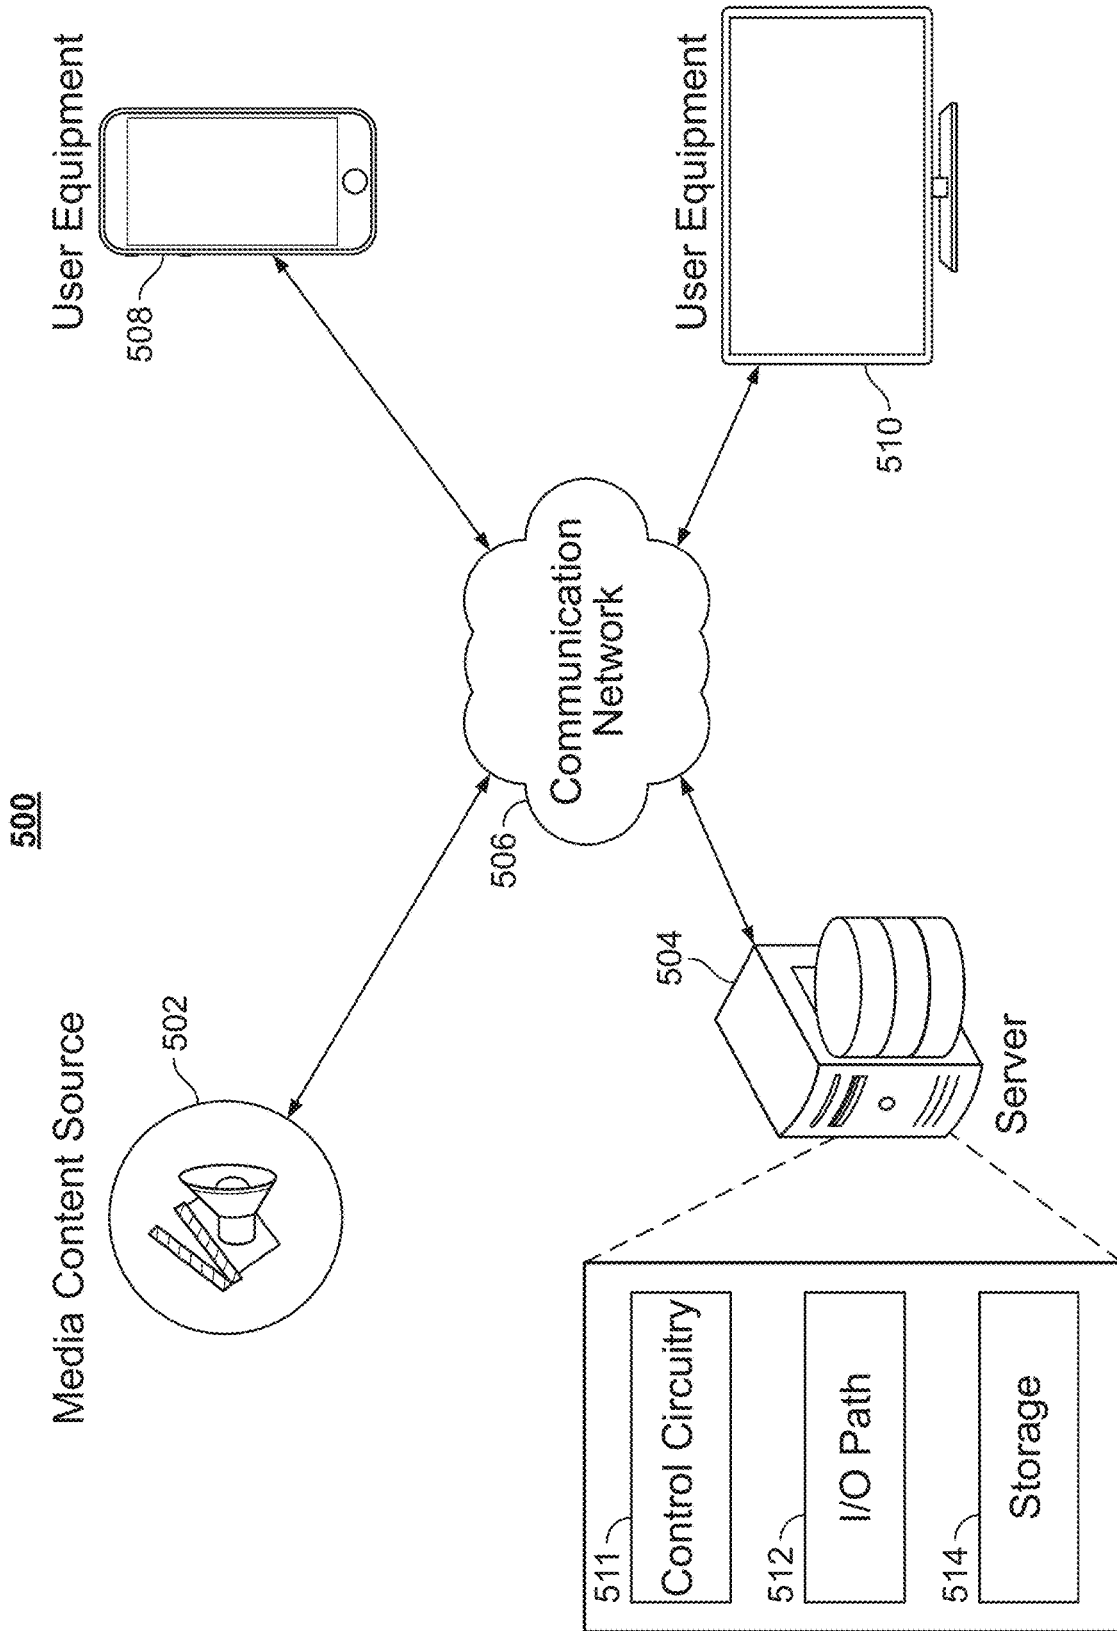 500
Media Content Source
502
User Equipment
508
506
Communication
Network
504
Server
User Equipment
510
511
Control Circuitry
512
I/O Path
514
Storage